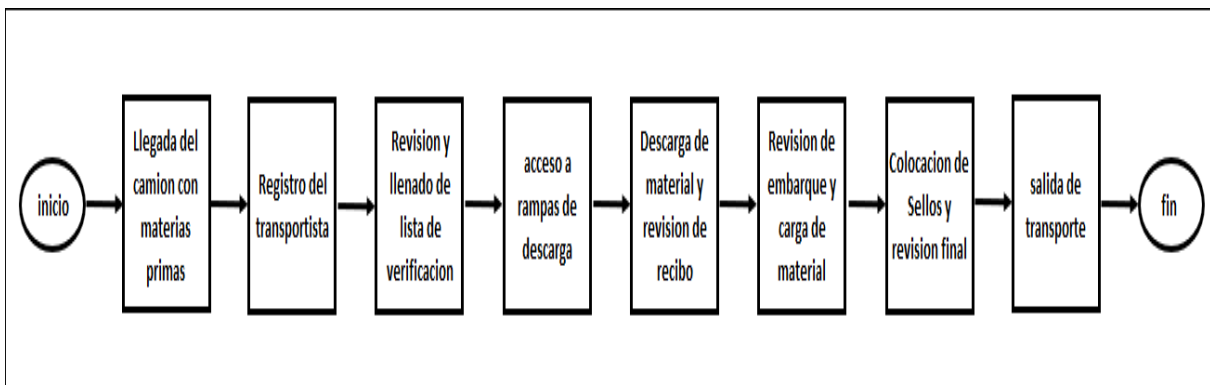 inicio
Llegada del
camion con
materias
primas
Registro del
transportista
Revision y
llenado de
lista de
verificacion
acceso a
rampas de
descarga
Descarga de
material y
revision de
recibo
Revision de
embarque y
carga de
material
Colocacion de
Sellos y
revision final
salida de
transporte
fin